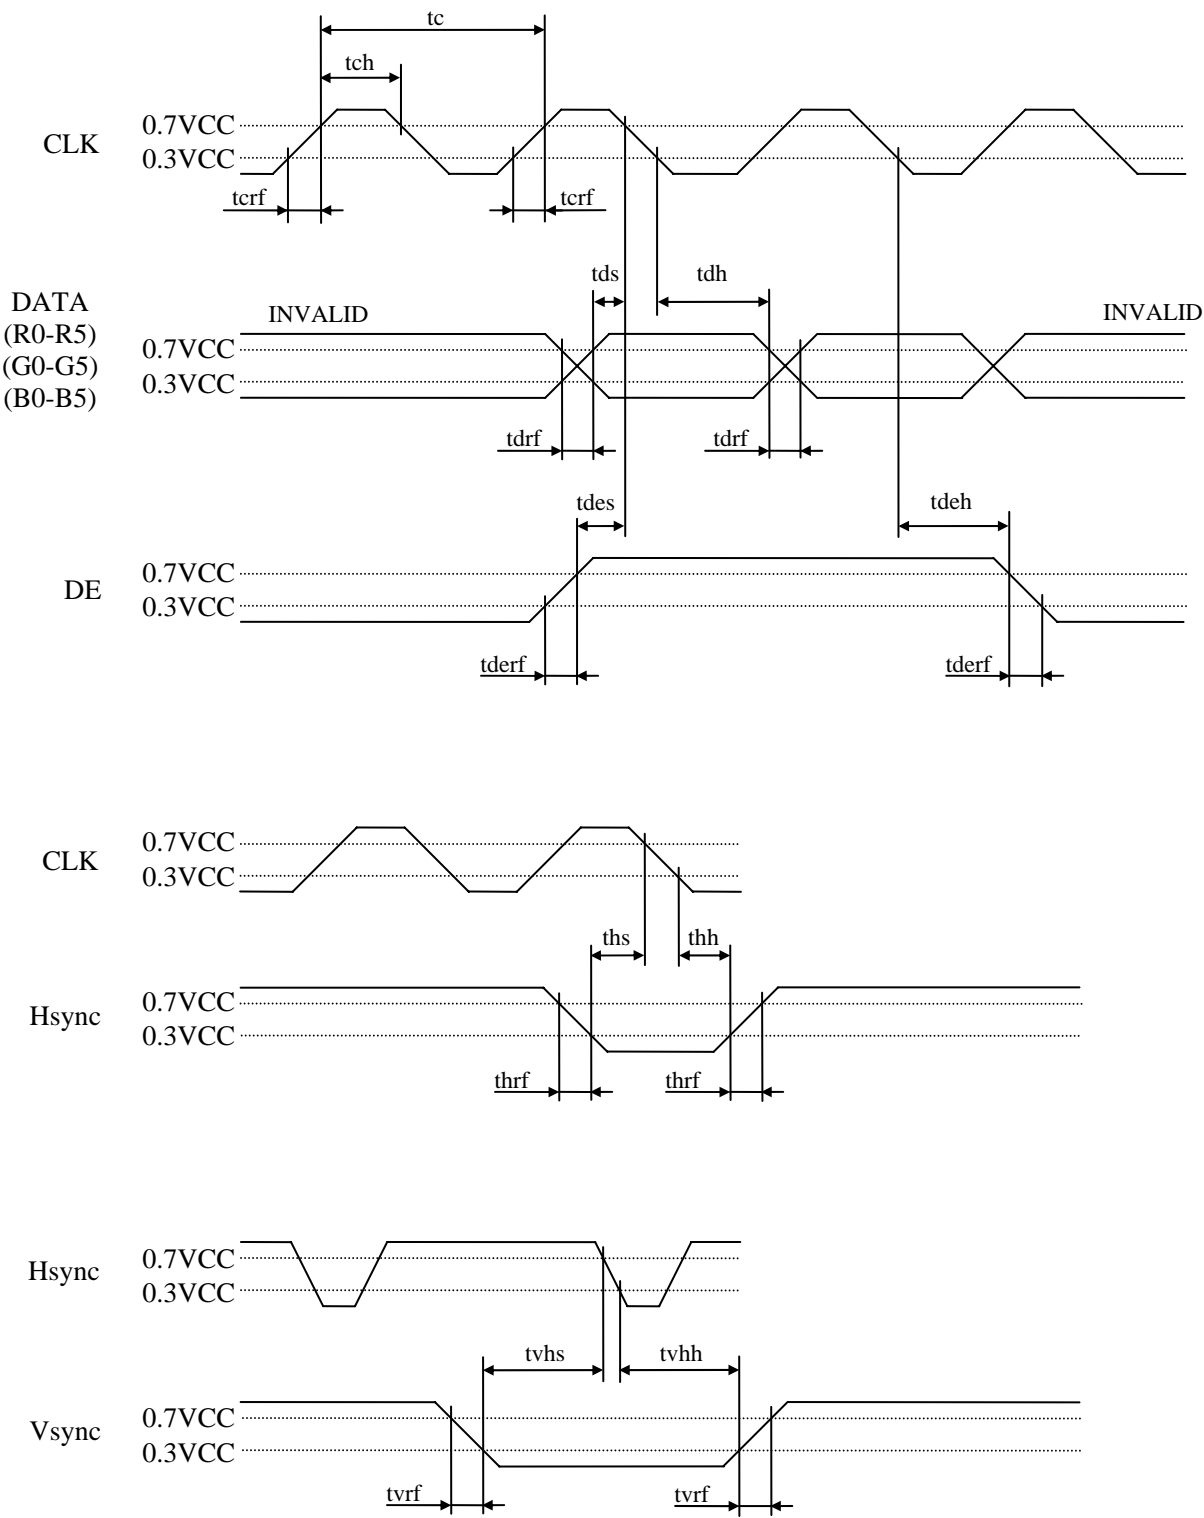 tc
tch
CLK
0.7VCC
0.3VCC
tcrf
tcrf
tds
tdh
DATA
(R0-R5)
(G0-G5)
(B0-B5)
INVALID
INVALID
0.7VCC
0.3VCC
tdrf
tdrf
tdes
tdeh
DE
0.7VCC
0.3VCC
tderf
tderf
CLK
0.7VCC
0.3VCC
ths
thh
Hsync
0.7VCC
0.3VCC
thrf
thrf
Hsync
0.7VCC
0.3VCC
tvhs
tvhh
Vsync
0.7VCC
0.3VCC
tvrf
tvrf